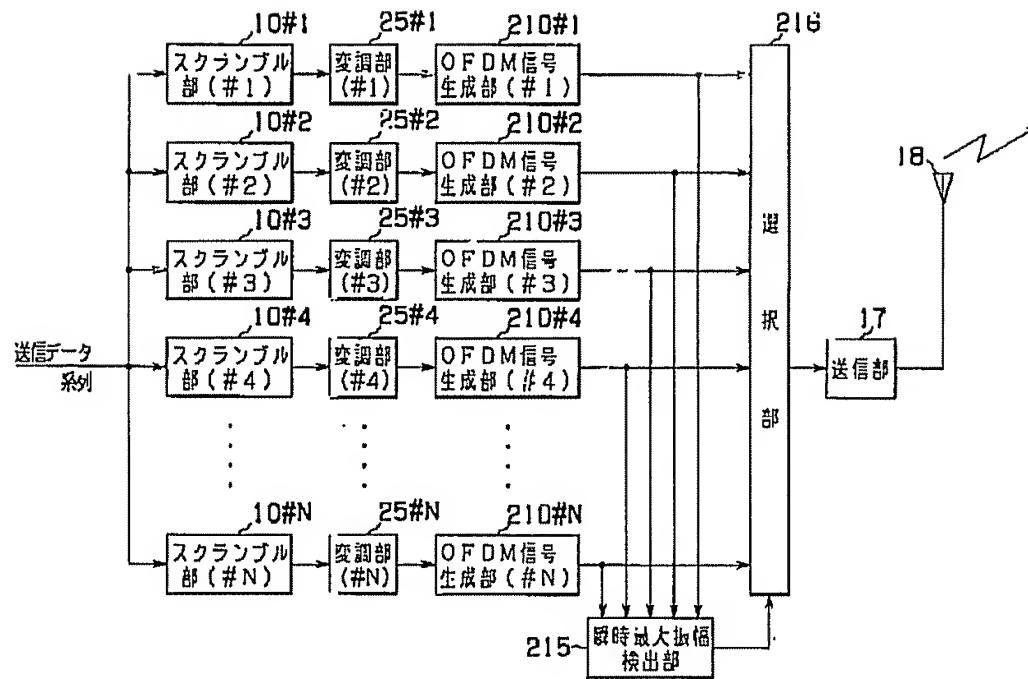 10#1
25#1
210#1
216
スクランブル
部(#1)
変調部
(#1)
OFDM信号
生成部(#1)
10#2
25#2
210#2
スクランブル
部(#2)
変調部
(#2)
OFDM信号
生成部(#2)
18
10#3
25#3
210#3
スクランブル
部(#3)
変調部
(#3)
OFDM信号
生成部(#3)
選択部
10#4
25#4
210#4
17
送信データ
系列
スクランブル
部(#4)
変調部
(#4)
OFDM信号
生成部(#4)
送信部
10#N
25#N
210#N
スクランブル
部(#N)
変調部
(#N)
OFDM信号
生成部(#N)
215
瞬時最大振幅
検出部